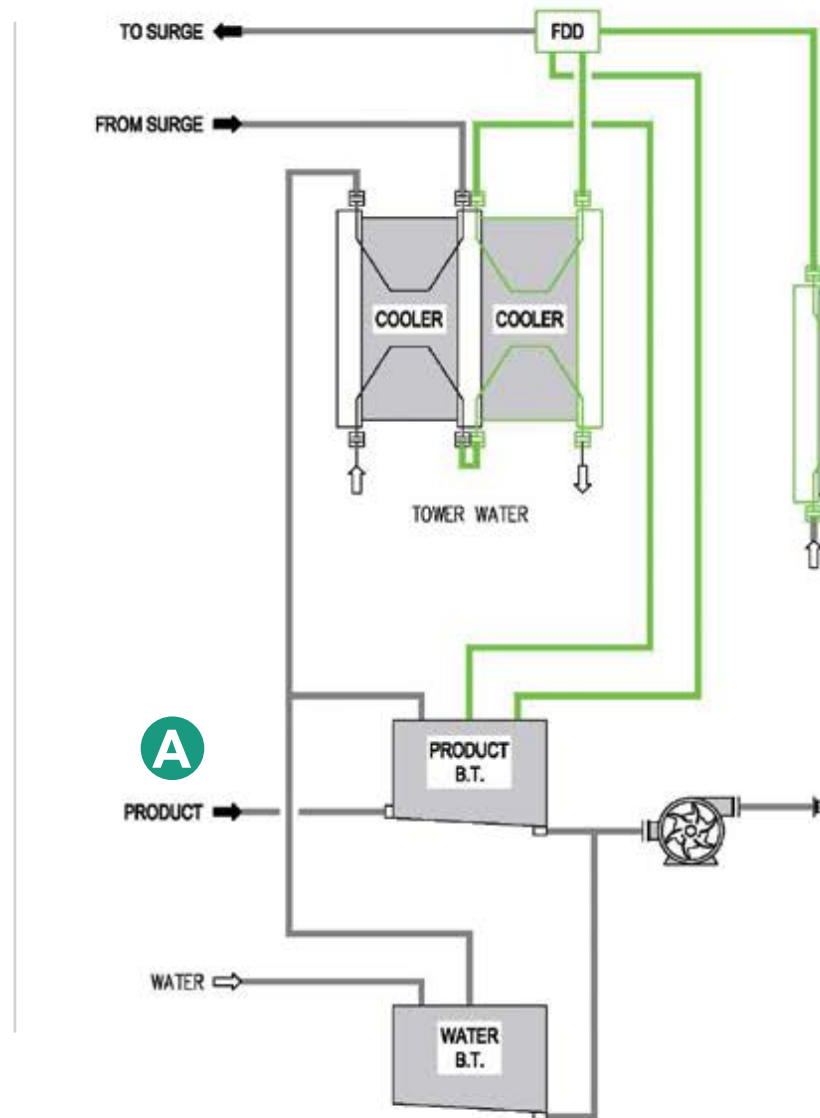 TO SURGE
FDD
FROM SURGE
COOLER
COOLER
TOWER WATER
A
PRODUCT
B.T.
PRODUCT
WATER
WATER
B.T.